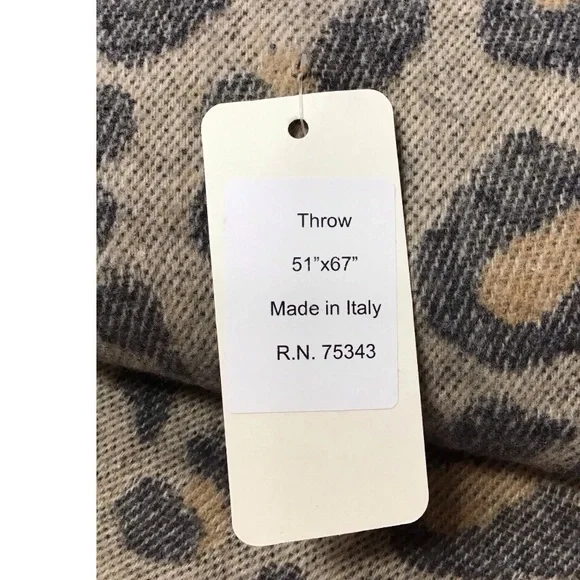 Throw
51”x67”
Made in Italy
R.N. 75343